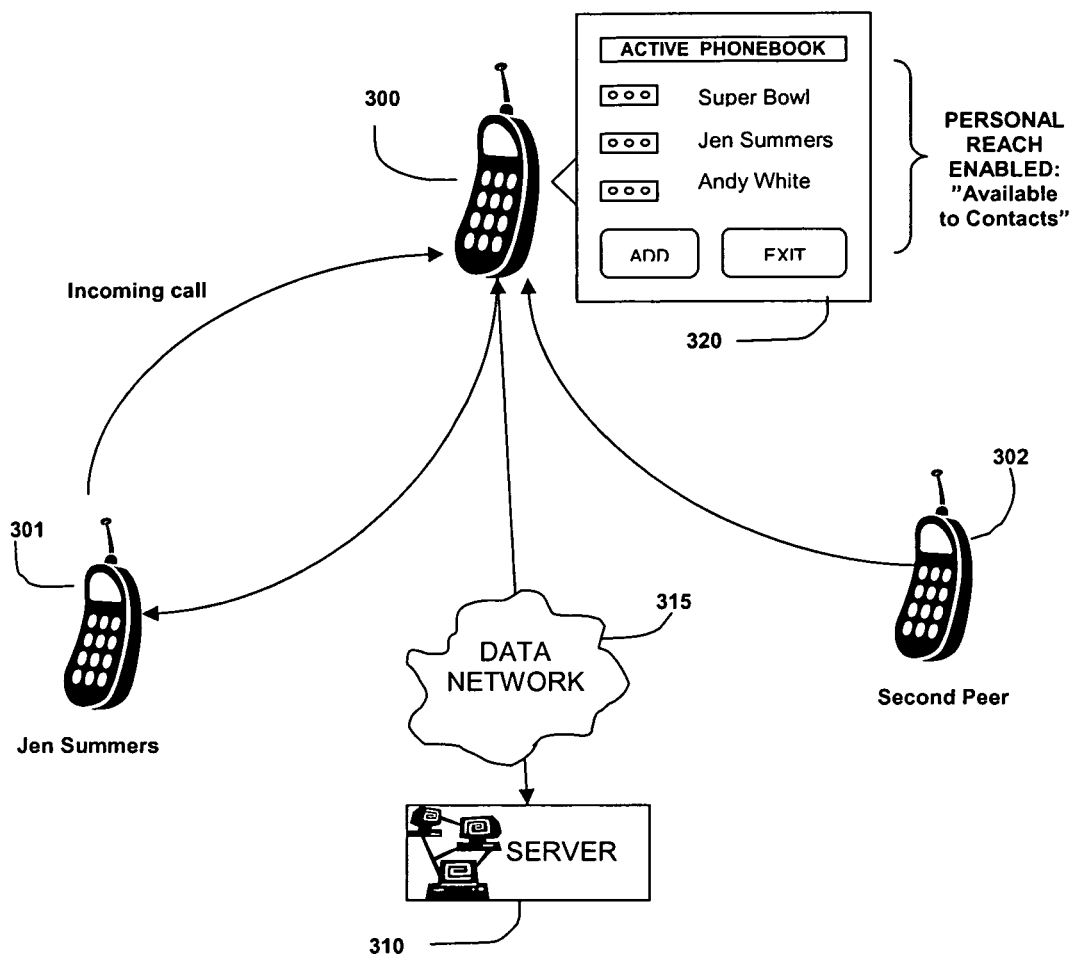 ACTIVE PHONEBOOK
Super Bowl
Jen Summers
Andy White
ADD
EXIT
320
PERSONAL
REACH
ENABLED:
"Available
to Contacts"
300
Incoming call
301
Jen Summers
302
Second Peer
315
DATA
NETWORK
SERVER
310